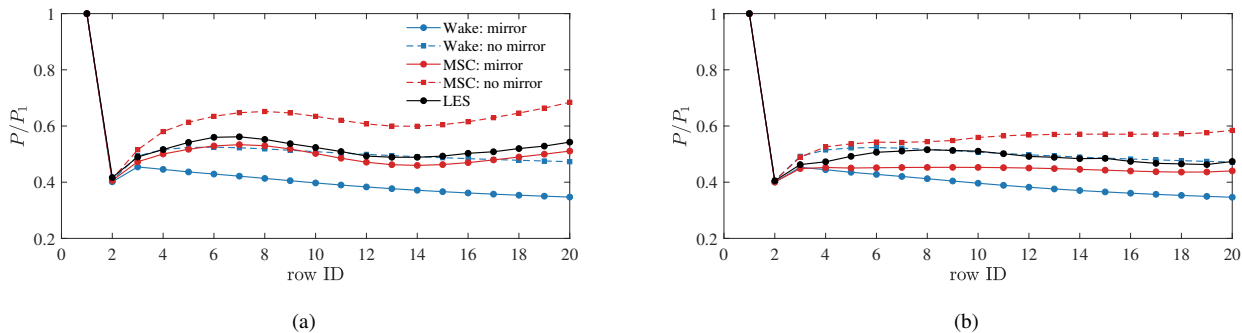 1
0.8
0.6
0.4
0.2
P/P₁
0 2 4 6 8 10 12 14 16 18 20
row ID
Wake: mirror
Wake: no mirror
MSC: mirror
MSC: no mirror
LES
(a)
1
0.8
0.6
0.4
0.2
P/P₁
0 2 4 6 8 10 12 14 16 18 20
row ID
(b)